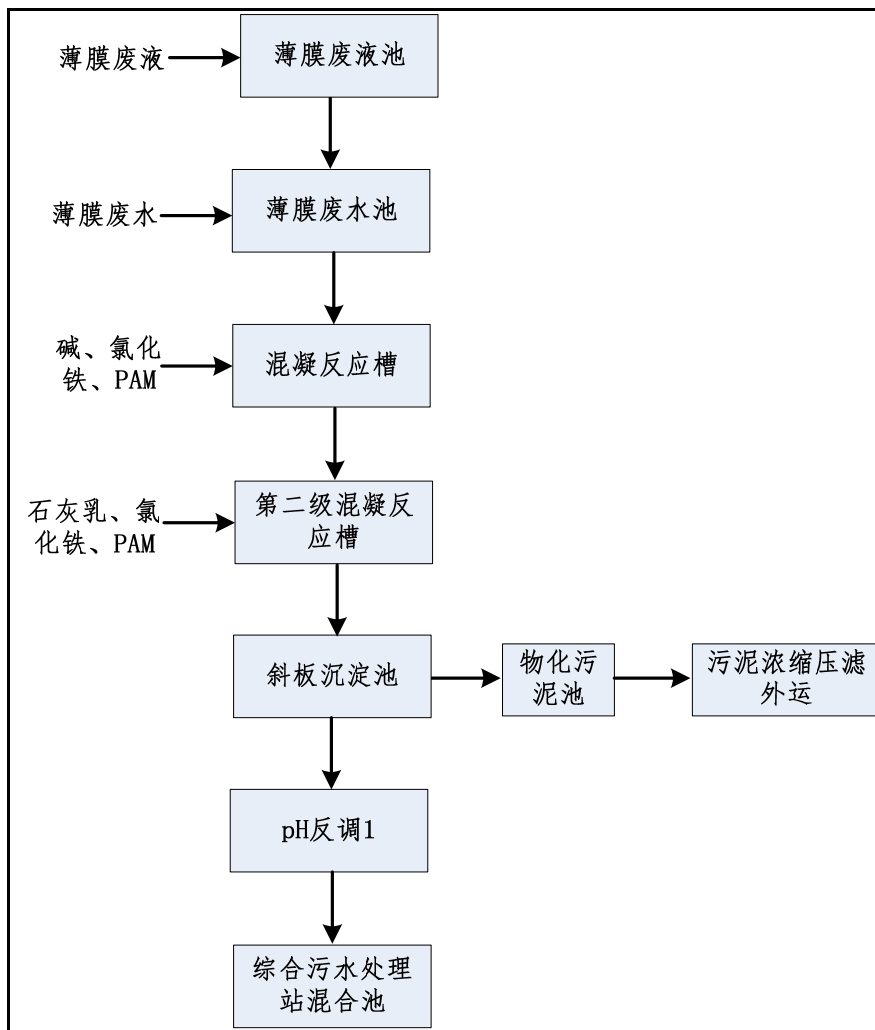 薄膜废液
薄膜废液池
薄膜废水
薄膜废水池
碱、氯化
铁、PAM
混凝反应槽
石灰乳、氯
化铁、PAM
第二级混凝反
应槽
斜板沉淀池
物化污
泥池
污泥浓缩压滤
外运
pH反调1
综合污水处理
站混合池